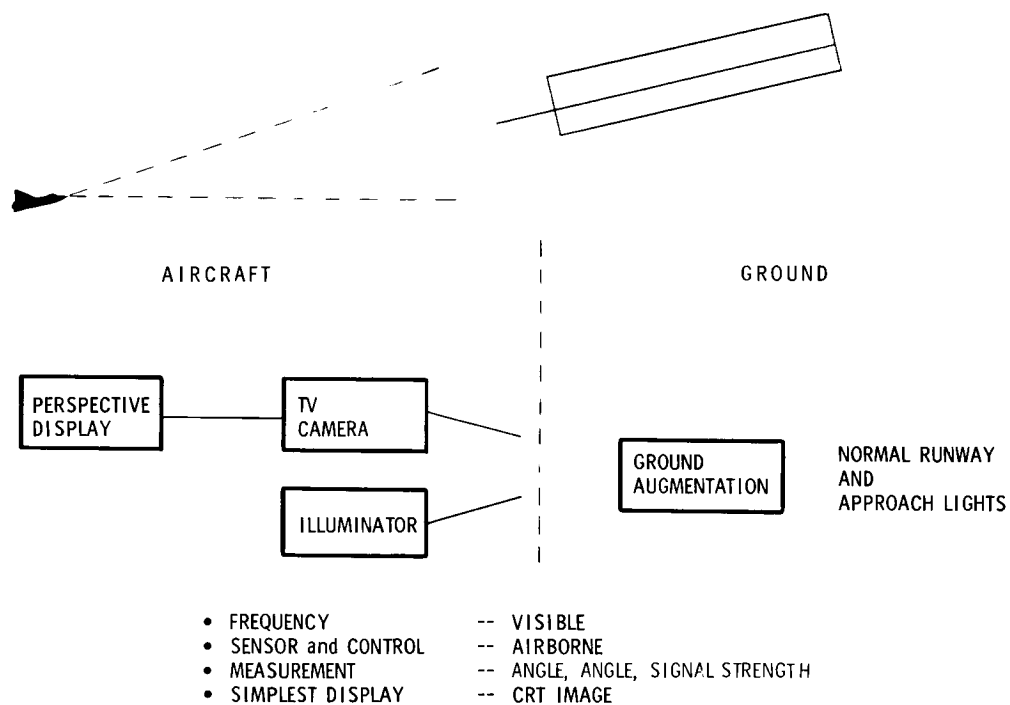 AIRCRAFT
GROUND
PERSPECTIVE
DISPLAY
TV
CAMERA
ILLUMINATOR
GROUND
AUGMENTATION
NORMAL RUNWAY
AND
APPROACH LIGHTS
• FREQUENCY -- VISIBLE
• SENSOR and CONTROL -- AIRBORNE
• MEASUREMENT -- ANGLE, ANGLE, SIGNAL STRENGTH
• SIMPLEST DISPLAY -- CRT IMAGE